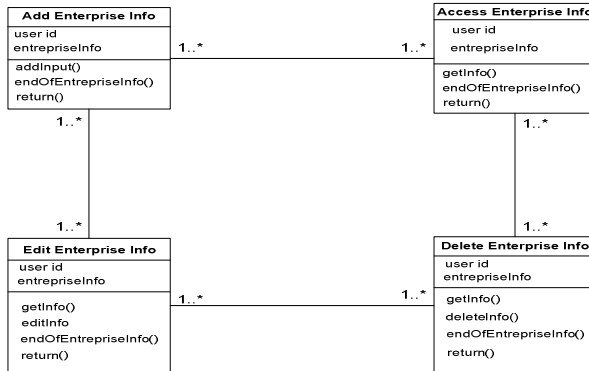 Add Enterprise Info
user id
entrepriseInfo
addInput()
endOfEntrepriseInfo()
return()
1..*
1..*
Access Enterprise Info
user id
entrepriseInfo
getInfo()
endOfEntrepriseInfo()
return()
1..*
1..*
1..*
1..*
Edit Enterprise Info
user id
entrepriseInfo
getInfo()
editInfo
endOfEntrepriseInfo()
return()
1..*
1..*
Delete Enterprise Info
user id
entrepriseInfo
getInfo()
deleteInfo()
endOfEntrepriseInfo()
return()